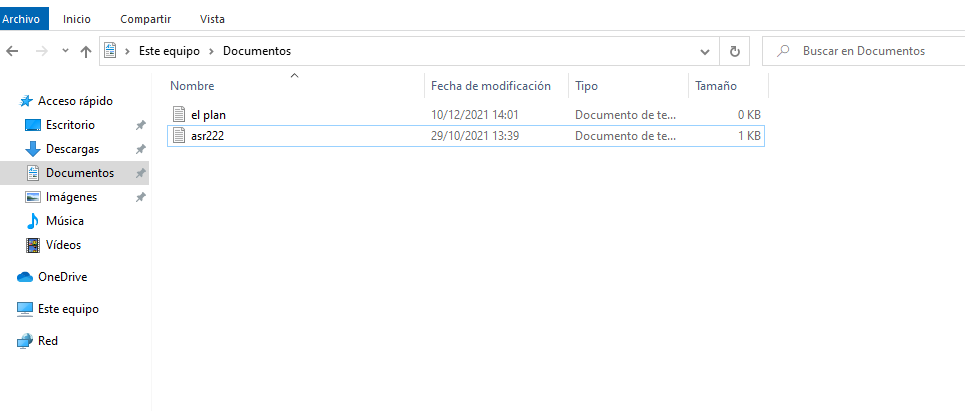 Archivo Inicio Compartir Vista
Este equipo Documentos Buscar en Documentos
Nombre Fecha de modificación Tipo Tamaño
el plan 10/12/2021 14:01 Documento de te... 0 KB
asr222 29/10/2021 13:39 Documento de te... 1 KB
Acceso rápido
Escritorio
Descargas
Documentos
Imágenes
Música
Vídeos
OneDrive
Este equipo
Red